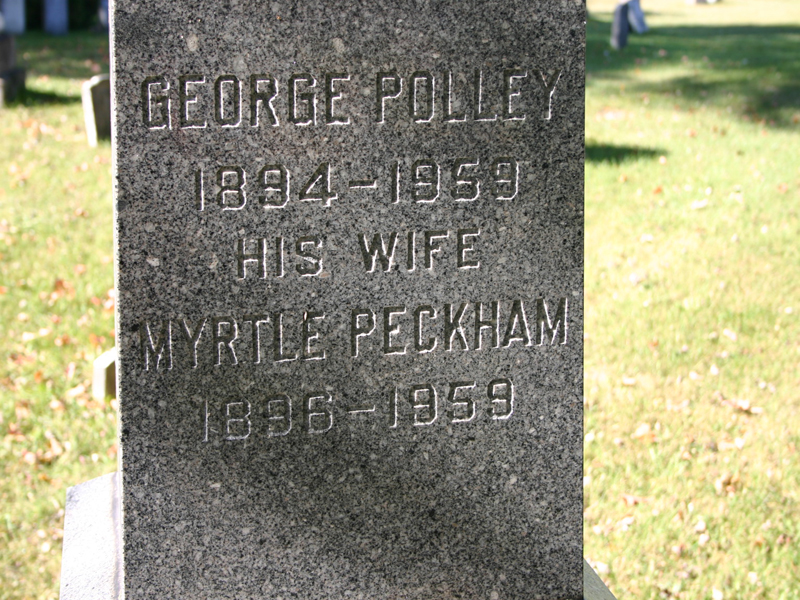 GEORGE POLLEY
1894-1959
HIS WIFE
MYRTLE PECKHAM
1896-1959